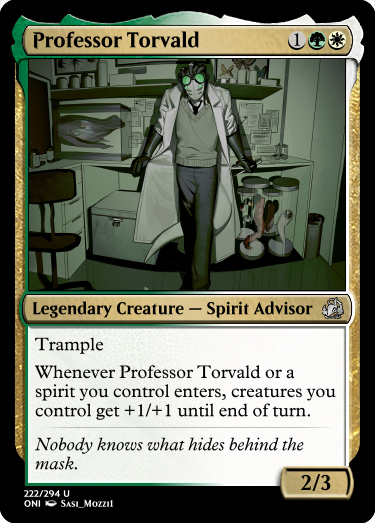 Professor Torvald 1
Legendary Creature — Spirit Advisor
Trample
Whenever Professor Torvald or a
spirit you control enters, creatures you
control get +1/+1 until end of turn.
Nobody knows what hides behind the
mask.
2/3
222/294 U
ONI Sasi_Mozzi1